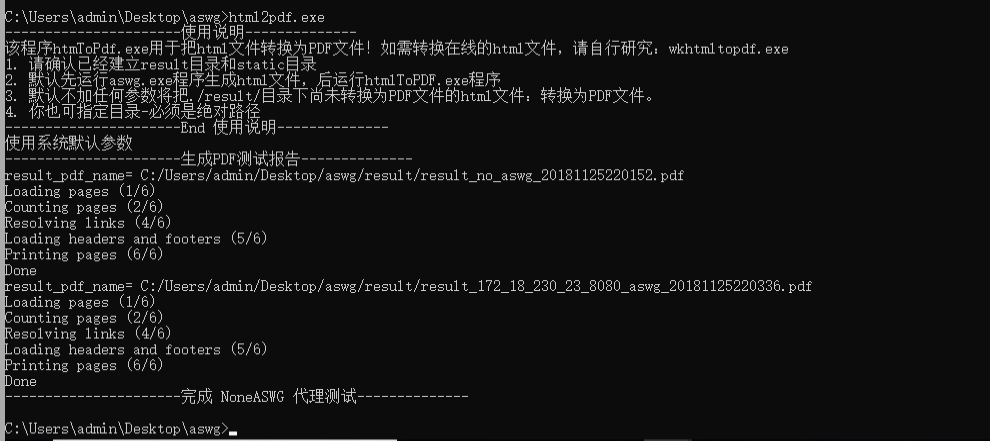 C:\Users\admin\Desktop\aswg>html2pdf.exe
----------------------使用说明--------------
该程序htmToPdf.exe用于把html文件转换为PDF文件！如需转换在线的html文件，请自行研究：wkhtmltopdf.exe
1. 请确认已经建立result目录和static目录
2. 默认先运行aswg.exe程序生成html文件，后运行htmlToPDF.exe程序
3. 默认不加任何参数将把./result/目录下尚未转换为PDF文件的html文件：转换为PDF文件。
4. 你也可指定目录-必须是绝对路径
----------------------End 使用说明--------------
使用系统默认参数
----------------------生成PDF测试报告--------------
result_pdf_name= C:/Users/admin/Desktop/aswg/result/result_no_aswg_20181125220152.pdf
Loading pages (1/6)
Counting pages (2/6)
Resolving links (4/6)
Loading headers and footers (5/6)
Printing pages (6/6)
Done
result_pdf_name= C:/Users/admin/Desktop/aswg/result/result_172_18_230_23_8080_aswg_20181125220336.pdf
Loading pages (1/6)
Counting pages (2/6)
Resolving links (4/6)
Loading headers and footers (5/6)
Printing pages (6/6)
Done
----------------------完成 NoneASWG 代理测试--------------
C:\Users\admin\Desktop\aswg>